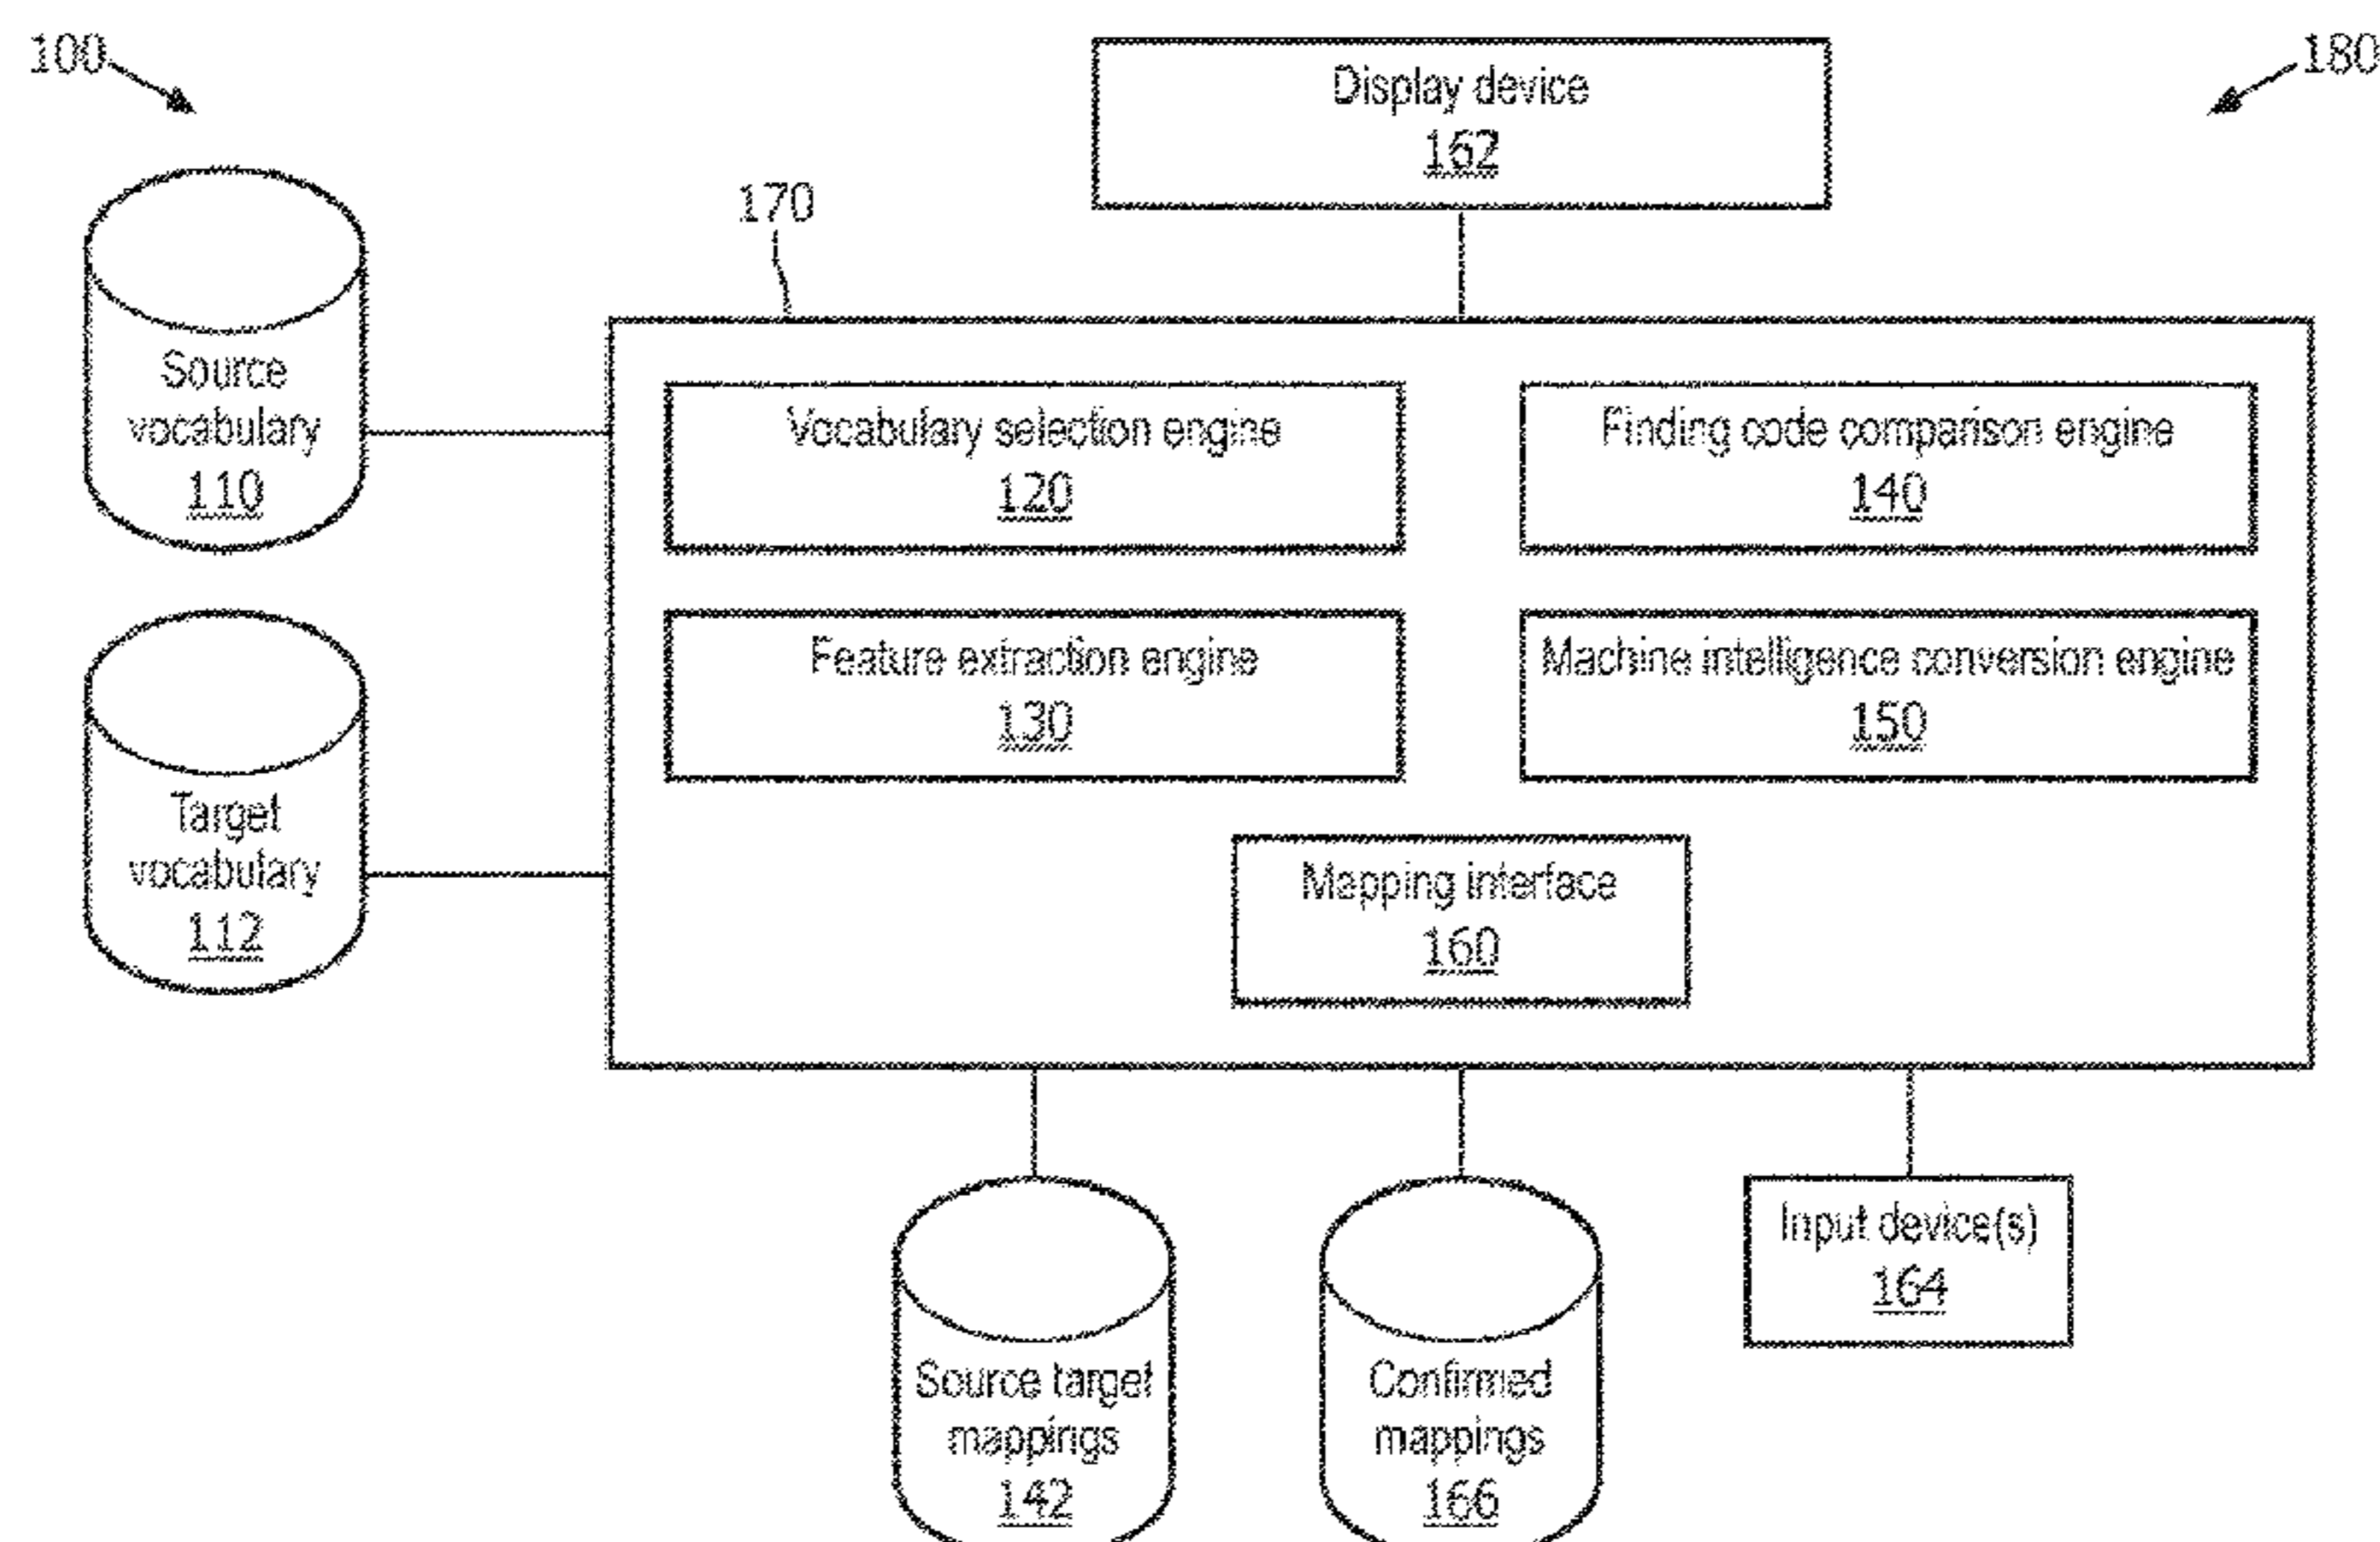 100
180
Display device
162
170
Source
vocabulary
110
Vocabulary selection engine
120
Finding code comparison engine
140
Feature extraction engine
130
Machine intelligence conversion engine
150
Target
vocabulary
112
Mapping interface
160
Source target
mappings
142
Confirmed
mappings
166
Input device(s)
164